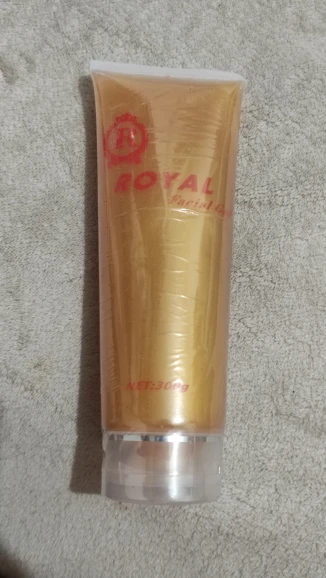 R
ROYAL
Facial
NET:300g